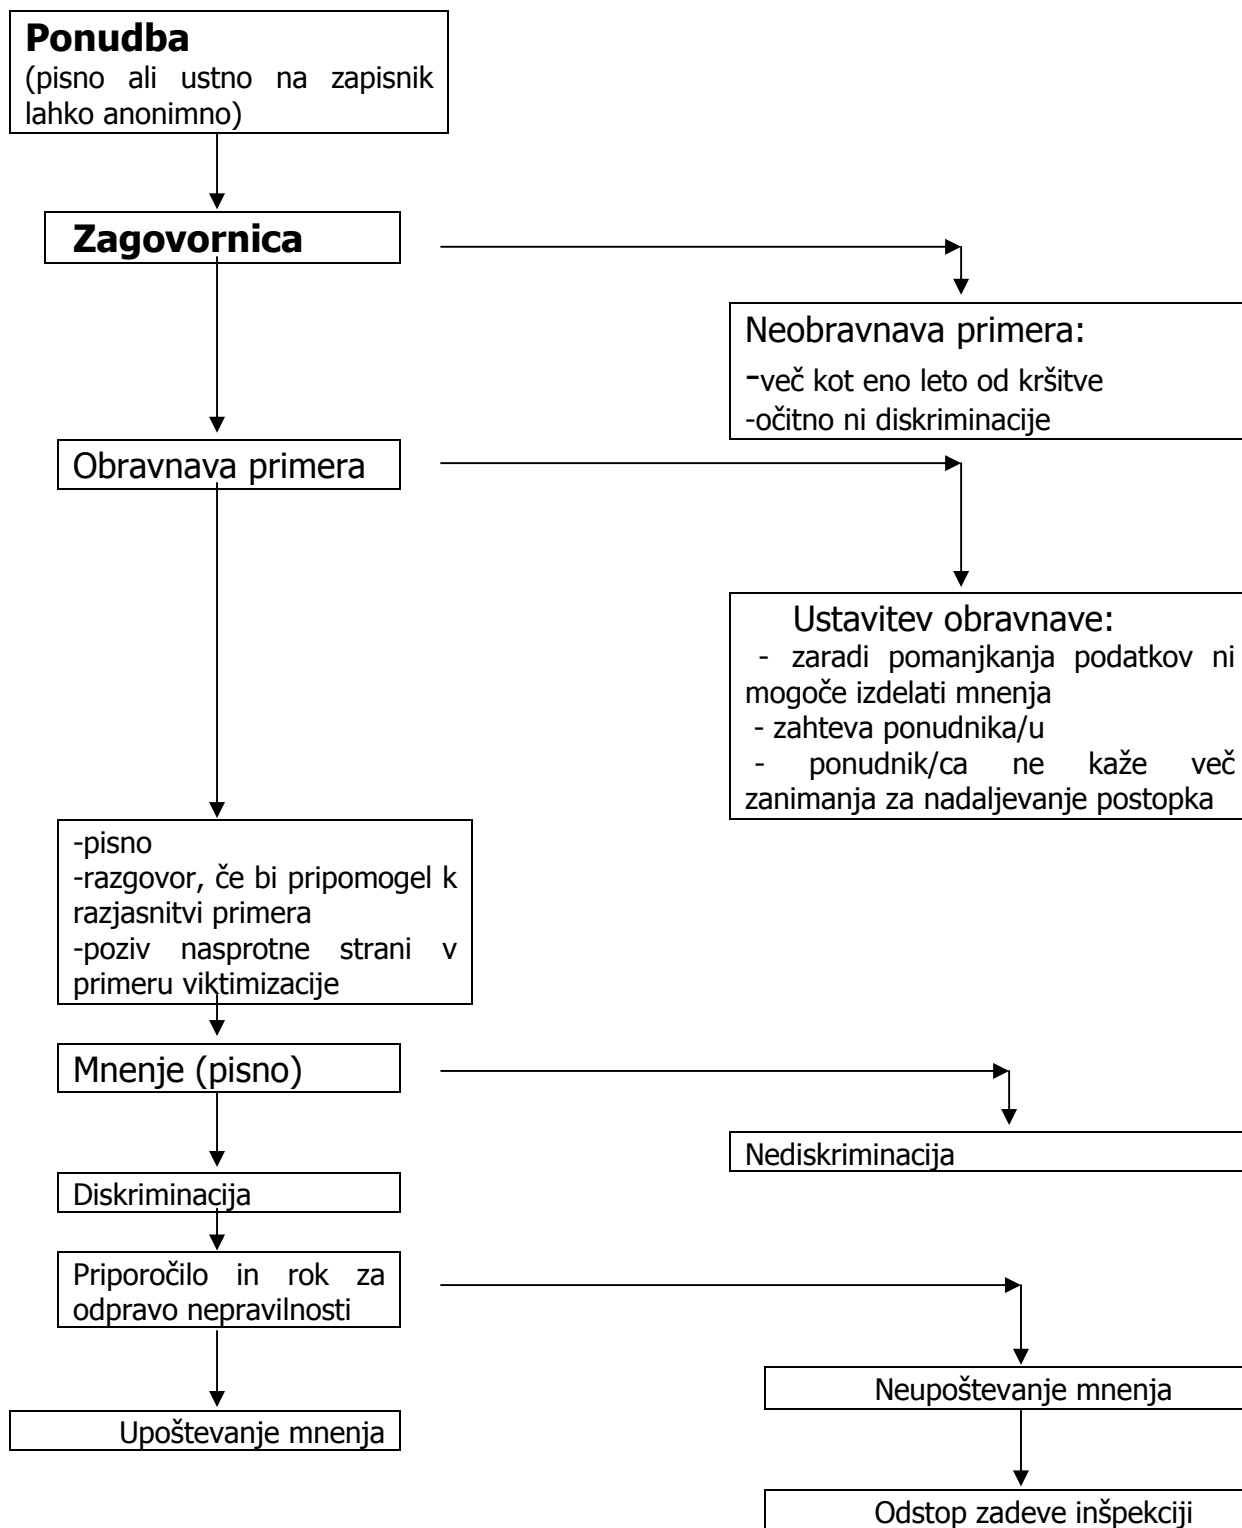 Ponudba
(pisno ali ustno na zapisnik
lahko anonimno)
Zagovornica
Neobravnava primera:
-več kot eno leto od kršitve
-očitno ni diskriminacije
Obravnava primera
Ustavitev obravnave:
- zaradi pomanjkanja podatkov ni
mogoče izdelati mnenja
- zahteva ponudnika/u
- ponudnik/ca ne kaže več
zanimanja za nadaljevanje postopka
-pisno
-razgovor, če bi pripomogel k
razjasnitvi primera
-poziv nasprotne strani v
primeru viktimizacije
Mnenje (pisno)
Nediskriminacija
Diskriminacija
Priporočilo in rok za
odpravo nepravilnosti
Neupoštevanje mnenja
Upoštevanje mnenja
Odstop zadeve inšpekciji